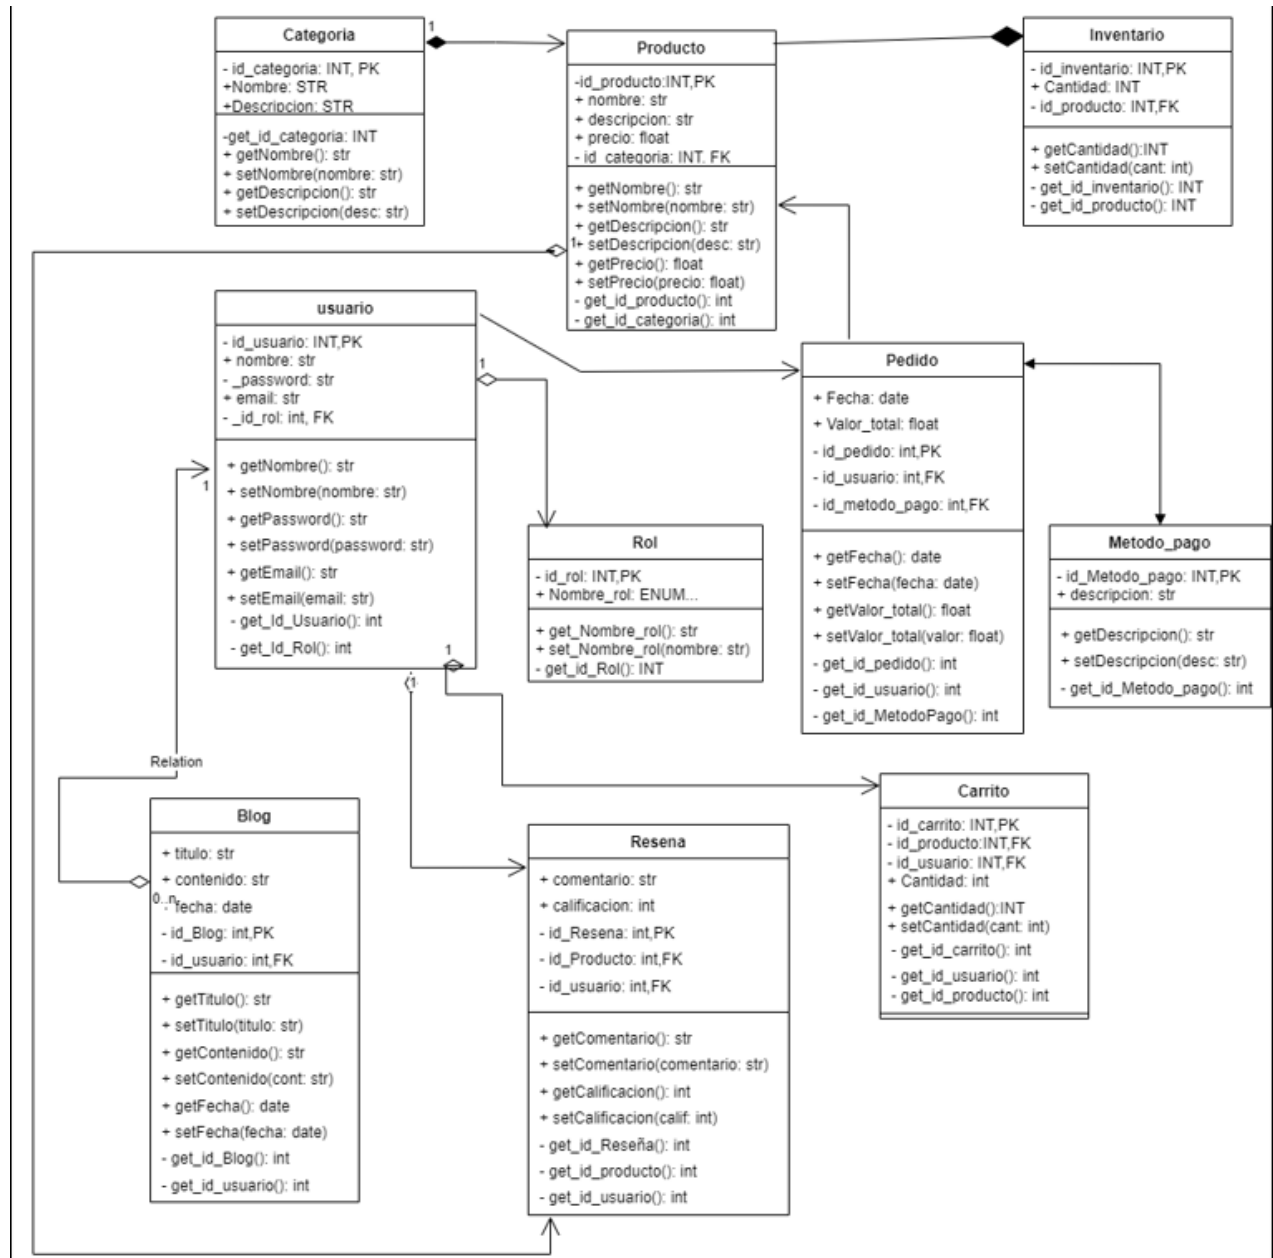 Categoria
- id_categoria: INT, PK
+Nombre: STR
+Descripcion: STR
-get_id_categoria: INT
+ getNombre(): str
+ setNombre(nombre: str)
+ getDescripcion(): str
+ setDescripcion(desc: str)
1
Producto
-id_producto:INT,PK
+ nombre: str
+ descripcion: str
+ precio: float
- id_categoria: INT, FK
+ getNombre(): str
+ setNombre(nombre: str)
+ getDescripcion(): str
1
+ setDescripcion(desc: str)
+ getPrecio(): float
+ setPrecio(precio: float)
- get_id_producto(): int
- get_id_categoria(): int
Inventario
- id_inventario: INT,PK
+ Cantidad: INT
- id_producto: INT,FK
+ getCantidad():INT
+ setCantidad(cant: int)
- get_id_inventario(): INT
- get_id_producto(): INT
usuario
- id_usuario: INT,PK
+ nombre: str
- _password: str
+ email: str
- _id_rol: int, FK
+ getNombre(): str
+ setNombre(nombre: str)
+ getPassword(): str
+ setPassword(password: str)
+ getEmail(): str
+ setEmail(email: str)
- get_Id_Usuario(): int
- get_Id_Rol(): int
1
1
1
1
Rol
- id_rol: INT,PK
+ Nombre_rol: ENUM...
+ get_Nombre_rol(): str
+ set_Nombre_rol(nombre: str)
- get_id_Rol(): INT
Pedido
+ Fecha: date
+ Valor_total: float
- id_pedido: int,PK
- id_usuario: int,FK
- id_metodo_pago: int,FK
+ getFecha(): date
+ setFecha(fecha: date)
+ getValor_total(): float
+ setValor_total(valor: float)
- get_id_pedido(): int
- get_id_usuario(): int
- get_id_MetodoPago(): int
Metodo_pago
- id_Metodo_pago: INT,PK
+ descripcion: str
+ getDescripcion(): str
+ setDescripcion(desc: str)
- get_id_Metodo_pago(): int
Relation
Blog
+ titulo: str
+ contenido: str
0..n
fecha: date
- id_Blog: int,PK
- id_usuario: int,FK
+ getTitulo(): str
+ setTitulo(titulo: str)
+ getContenido(): str
+ setContenido(cont: str)
+ getFecha(): date
+ setFecha(fecha: date)
- get_id_Blog(): int
- get_id_usuario(): int
Resena
+ comentario: str
+ calificacion: int
- id_Resena: int,PK
- id_Producto: int,FK
- id_usuario: int,FK
+ getComentario(): str
+ setComentario(comentario: str)
+ getCalificacion(): int
+ setCalificacion(calif: int)
- get_id_Reseña(): int
- get_id_producto(): int
- get_id_usuario(): int
Carrito
- id_carrito: INT,PK
- id_producto:INT,FK
- id_usuario: INT,FK
+ Cantidad: int
+ getCantidad():INT
+ setCantidad(cant: int)
- get_id_carrito(): int
- get_id_usuario(): int
- get_id_producto(): int